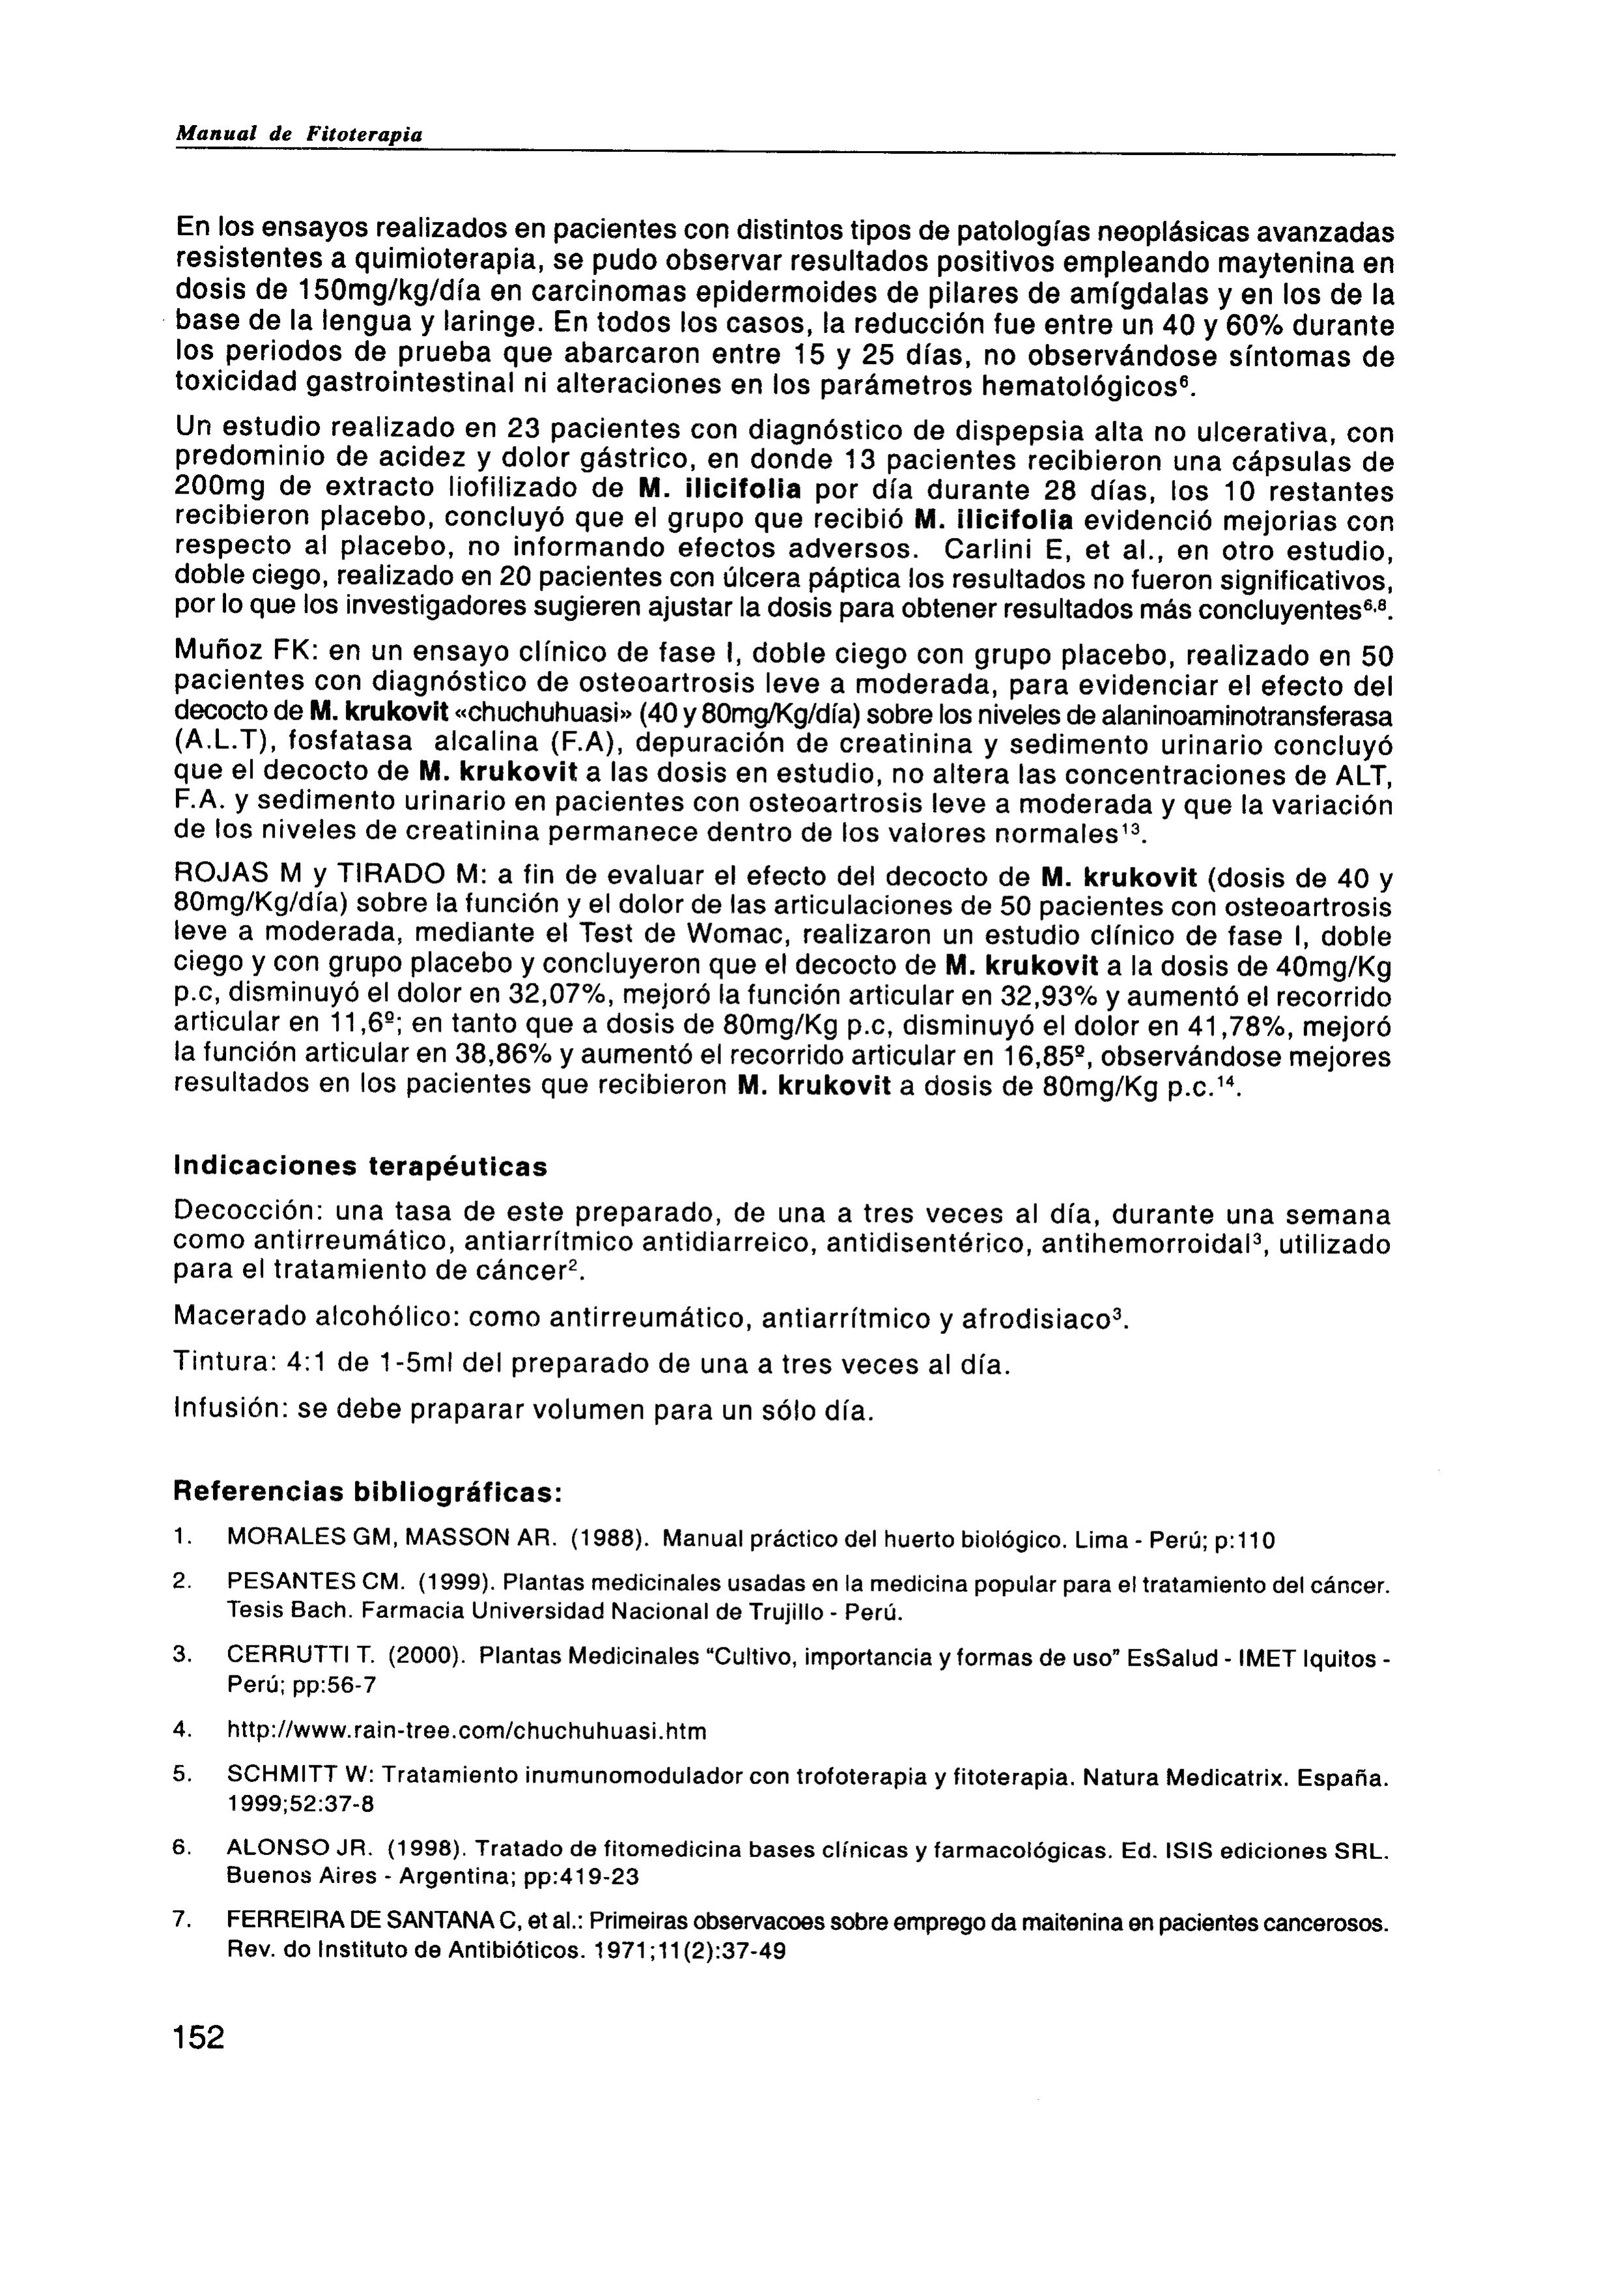 Manual de Fitoterapia
En los ensayos realizados en pacientes con distintos tipos de patologías neoplásicas avanzadas
resistentes a quimioterapia, se pudo observar resultados positivos empleando maytenina en
dosis de 150mg/kg/día en carcinomas epidermoides de pilares de amígdalas y en los de la
base de la lengua y laringe. En todos los casos, la reducción fue entre un 40 y 60% durante
los periodos de prueba que abarcaron entre 15 y 25 días, no observándose síntomas de
toxicidad gastrointestinal ni alteraciones en los parámetros hematológicos⁶.
Un estudio realizado en 23 pacientes con diagnóstico de dispepsia alta no ulcerativa, con
predominio de acidez y dolor gástrico, en donde 13 pacientes recibieron una cápsulas de
200mg de extracto liofilizado de M. ilicifolia por día durante 28 días, los 10 restantes
recibieron placebo, concluyó que el grupo que recibió M. ilicifolia evidenció mejorias con
respecto al placebo, no informando efectos adversos. Carlini E, et al., en otro estudio,
doble ciego, realizado en 20 pacientes con úlcera páptica los resultados no fueron significativos,
por lo que los investigadores sugieren ajustar la dosis para obtener resultados más concluyentes⁶,⁸.
Muñoz FK: en un ensayo clínico de fase I, doble ciego con grupo placebo, realizado en 50
pacientes con diagnóstico de osteoartrosis leve a moderada, para evidenciar el efecto del
decocto de M. krukovit «chuchuhuasi» (40 y 80mg/Kg/día) sobre los niveles de alaninoaminotransferasa
(A.L.T), fosfatasa alcalina (F.A), depuración de creatinina y sedimento urinario concluyó
que el decocto de M. krukovit a las dosis en estudio, no altera las concentraciones de ALT,
F.A. y sedimento urinario en pacientes con osteoartrosis leve a moderada y que la variación
de los niveles de creatinina permanece dentro de los valores normales¹³.
ROJAS M y TIRADO M: a fin de evaluar el efecto del decocto de M. krukovit (dosis de 40 y
80mg/Kg/día) sobre la función y el dolor de las articulaciones de 50 pacientes con osteoartrosis
leve a moderada, mediante el Test de Womac, realizaron un estudio clínico de fase I, doble
ciego y con grupo placebo y concluyeron que el decocto de M. krukovit a la dosis de 40mg/Kg
p.c, disminuyó el dolor en 32,07%, mejoró la función articular en 32,93% y aumentó el recorrido
articular en 11,6º; en tanto que a dosis de 80mg/Kg p.c, disminuyó el dolor en 41,78%, mejoró
la función articular en 38,86% y aumentó el recorrido articular en 16,85º, observándose mejores
resultados en los pacientes que recibieron M. krukovit a dosis de 80mg/Kg p.c.¹⁴.
Indicaciones terapéuticas
Decocción: una tasa de este preparado, de una a tres veces al día, durante una semana
como antirreumático, antiarrítmico antidiarreico, antidisentérico, antihemorroidal³, utilizado
para el tratamiento de cáncer².
Macerado alcohólico: como antirreumático, antiarrítmico y afrodisiaco³.
Tintura: 4:1 de 1-5ml del preparado de una a tres veces al día.
Infusión: se debe praparar volumen para un sólo día.
Referencias bibliográficas:
1. MORALES GM, MASSON AR. (1988). Manual práctico del huerto biológico. Lima - Perú; p:110
2. PESANTES CM. (1999). Plantas medicinales usadas en la medicina popular para el tratamiento del cáncer.
Tesis Bach. Farmacia Universidad Nacional de Trujillo - Perú.
3. CERRUTTI T. (2000). Plantas Medicinales "Cultivo, importancia y formas de uso" EsSalud - IMET Iquitos -
Perú; pp:56-7
4. http://www.rain-tree.com/chuchuhuasi.htm
5. SCHMITT W: Tratamiento inumunomodulador con trofoterapia y fitoterapia. Natura Medicatrix. España.
1999;52:37-8
6. ALONSO JR. (1998). Tratado de fitomedicina bases clínicas y farmacológicas. Ed. ISIS ediciones SRL.
Buenos Aires - Argentina; pp:419-23
7. FERREIRA DE SANTANA C, et al.: Primeiras observacoes sobre emprego da maitenina en pacientes cancerosos.
Rev. do Instituto de Antibióticos. 1971;11(2):37-49
152